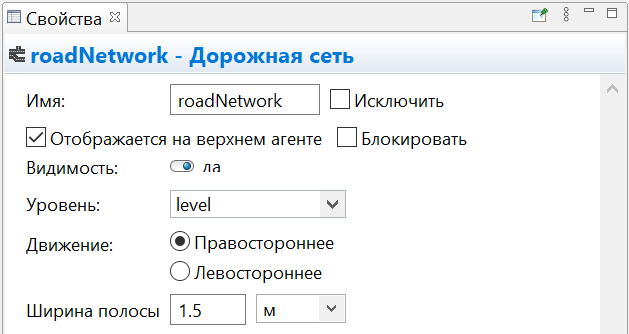 Свойства
roadNetwork - Дорожная сеть
Имя: roadNetwork Исключить
Отображается на верхнем агенте Блокировать
Видимость: да
Уровень: level
Движение: Правостороннее
Левостороннее
Ширина полосы 1.5 м